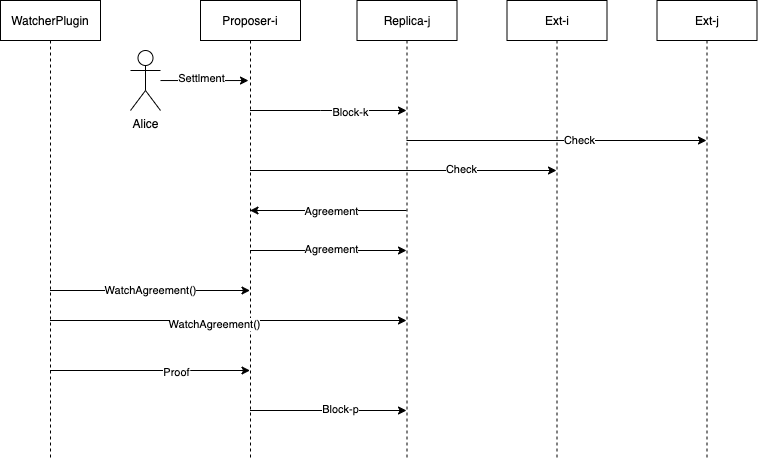 WatcherPlugin
Proposer-i
Replica-j
Ext-i
Ext-j
Settlment
Alice
Block-k
Check
Check
Agreement
Agreement
WatchAgreement()
WatchAgreement()
Proof
Block-p